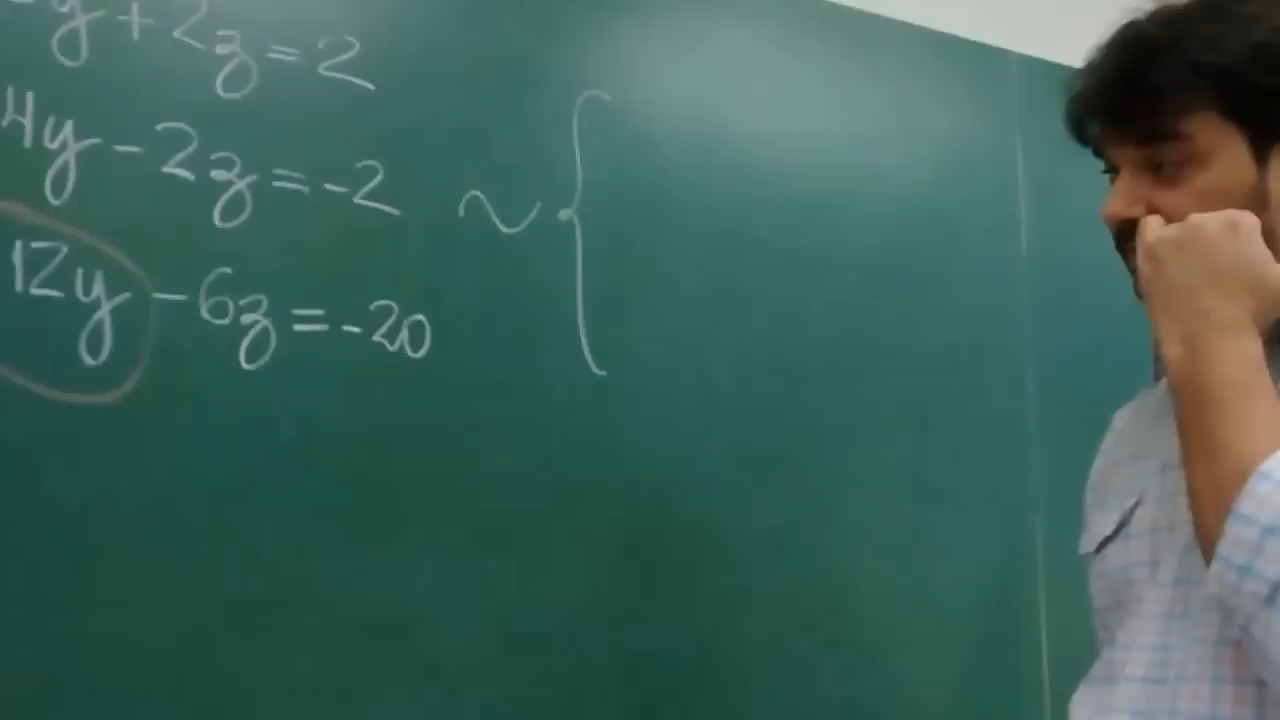 y + 2z = 2
4y - 2z = -2
12y - 6z = -20
~ {